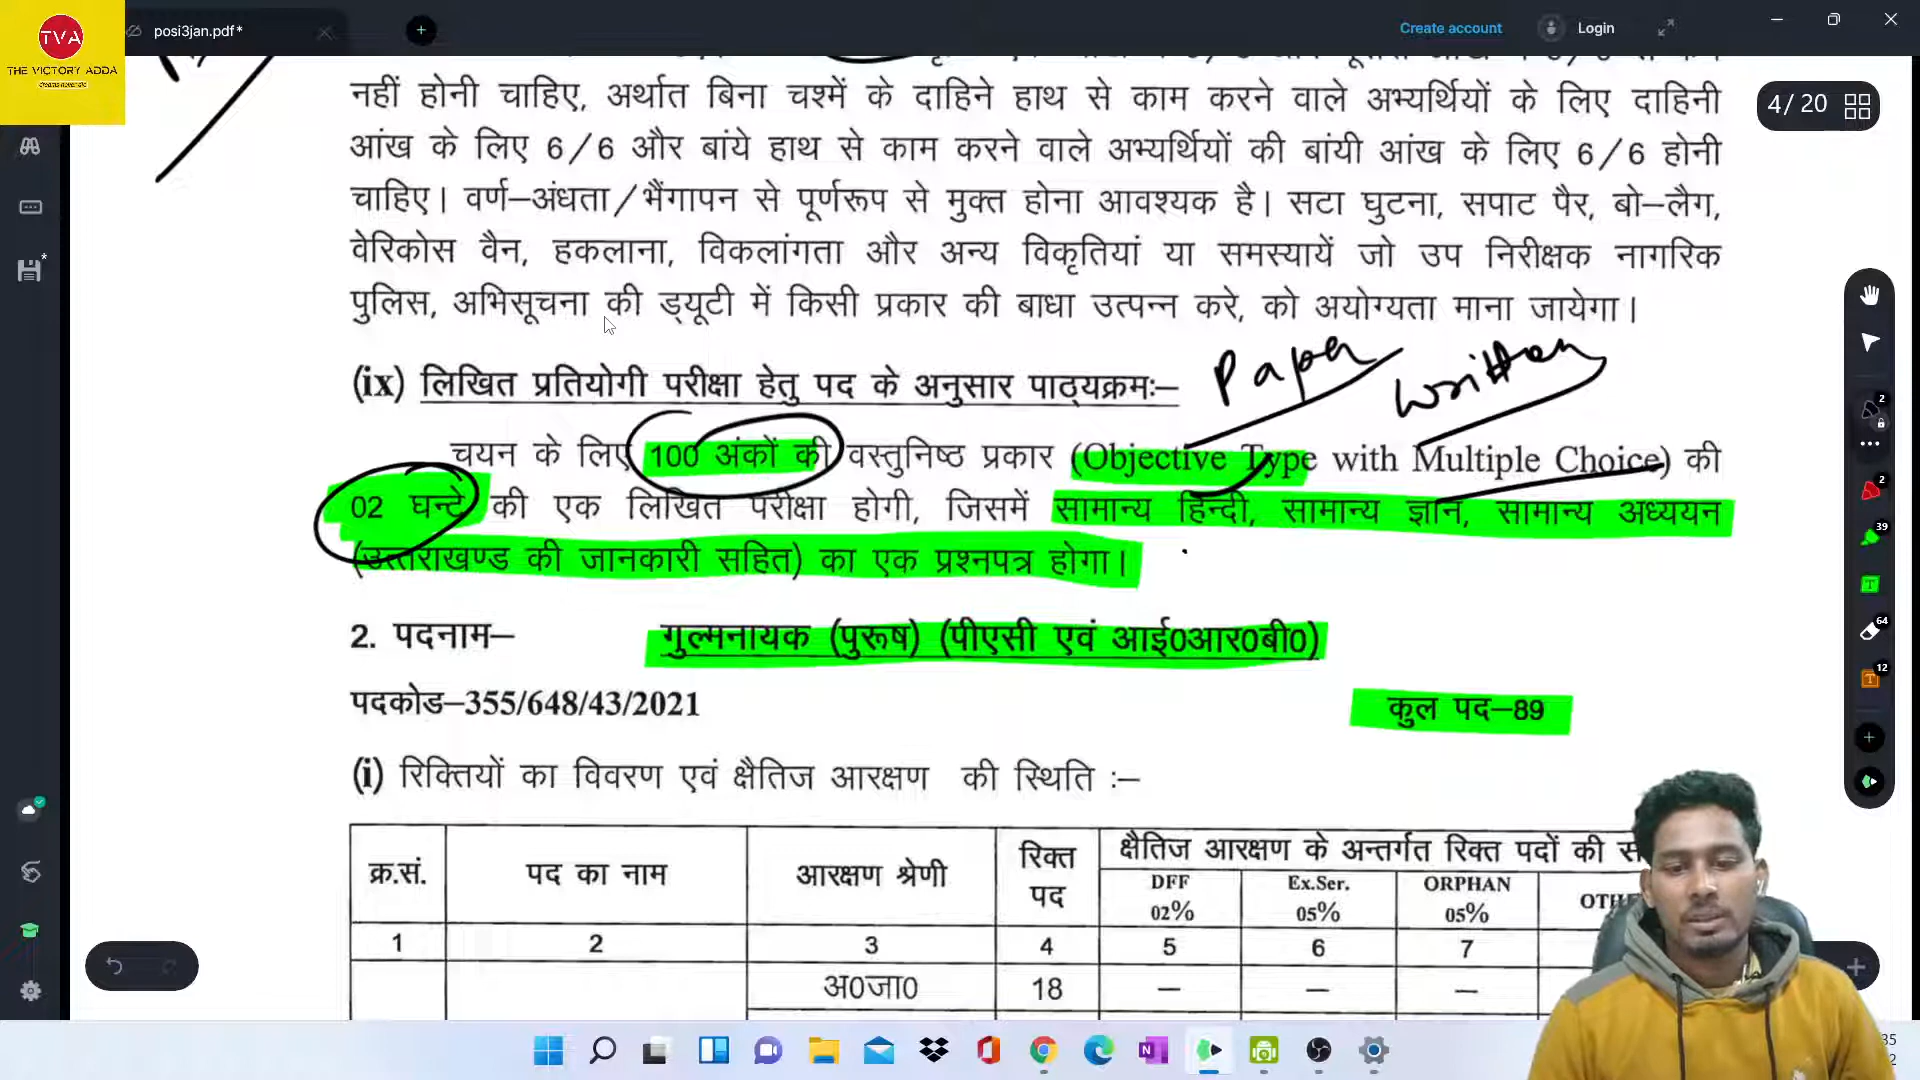 TVA
THE VICTORY ADDA
posi3jan.pdf*
Create account
Login
4/ 20
नहीं होनी चाहिए, अर्थात बिना चश्में के दाहिने हाथ से काम करने वाले अभ्यर्थियों के लिए दाहिनी
आंख के लिए 6/6 और बांये हाथ से काम करने वाले अभ्यर्थियों की बांयी आंख के लिए 6/6 होनी
चाहिए। वर्ण–अंधता/भैंगापन से पूर्णरूप से मुक्त होना आवश्यक है। सटा घुटना, सपाट पैर, बो–लैग,
वेरिकोस वैन, हकलाना, विकलांगता और अन्य विकृतियां या समस्यायें जो उप निरीक्षक नागरिक
पुलिस, अभिसूचना की ड्यूटी में किसी प्रकार की बाधा उत्पन्न करे, को अयोग्यता माना जायेगा।
Paper Written
(ix) लिखित प्रतियोगी परीक्षा हेतु पद के अनुसार पाठ्यक्रमः–
चयन के लिए 100 अंकों की वस्तुनिष्ठ प्रकार (Objective Type with Multiple Choice) की
02 घन्टे की एक लिखित परीक्षा होगी, जिसमें सामान्य हिन्दी, सामान्य ज्ञान, सामान्य अध्ययन
(उत्तराखण्ड की जानकारी सहित) का एक प्रश्नपत्र होगा।
2. पदनाम– गुल्मनायक (पुरूष) (पीएसी एवं आई0आर0बी0)
पदकोड–355/648/43/2021 कुल पद–89
(i) रिक्तियों का विवरण एवं क्षैतिज आरक्षण की स्थिति :–
क्र.सं. पद का नाम आरक्षण श्रेणी रिक्त पद क्षैतिज आरक्षण के अन्तर्गत रिक्त पदों की
DFF 02% Ex.Ser. 05% ORPHAN 05%
1 2 3 4 5 6 7
अ0जा0 18 – – –
2
2
39
64
12